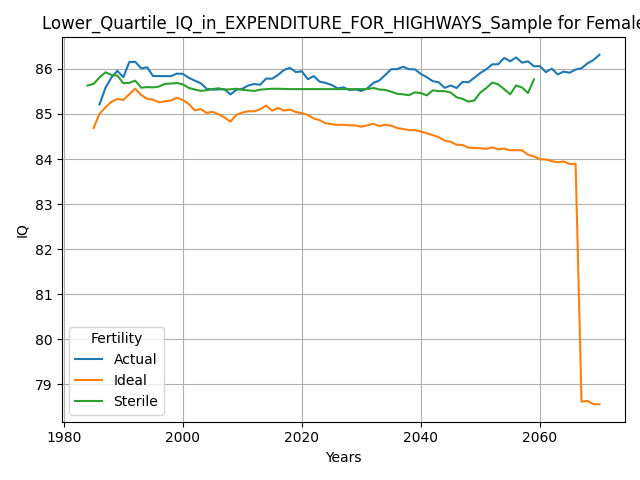 Lower_Quartile_IQ_in_EXPENDITURE_FOR_HIGHWAYS_Sample for Female
IQ
86
85
84
83
82
81
80
79
Fertility
Actual
Ideal
Sterile
1980 2000 2020 2040 2060
Years